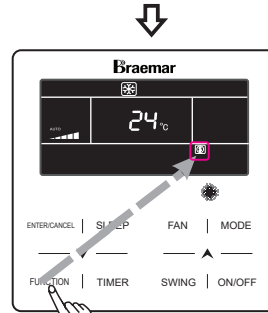 Braemar
AUTO
24 °C
ENTER/CANCEL SLEEP FAN MODE
FUNCTION TIMER SWING ON/OFF